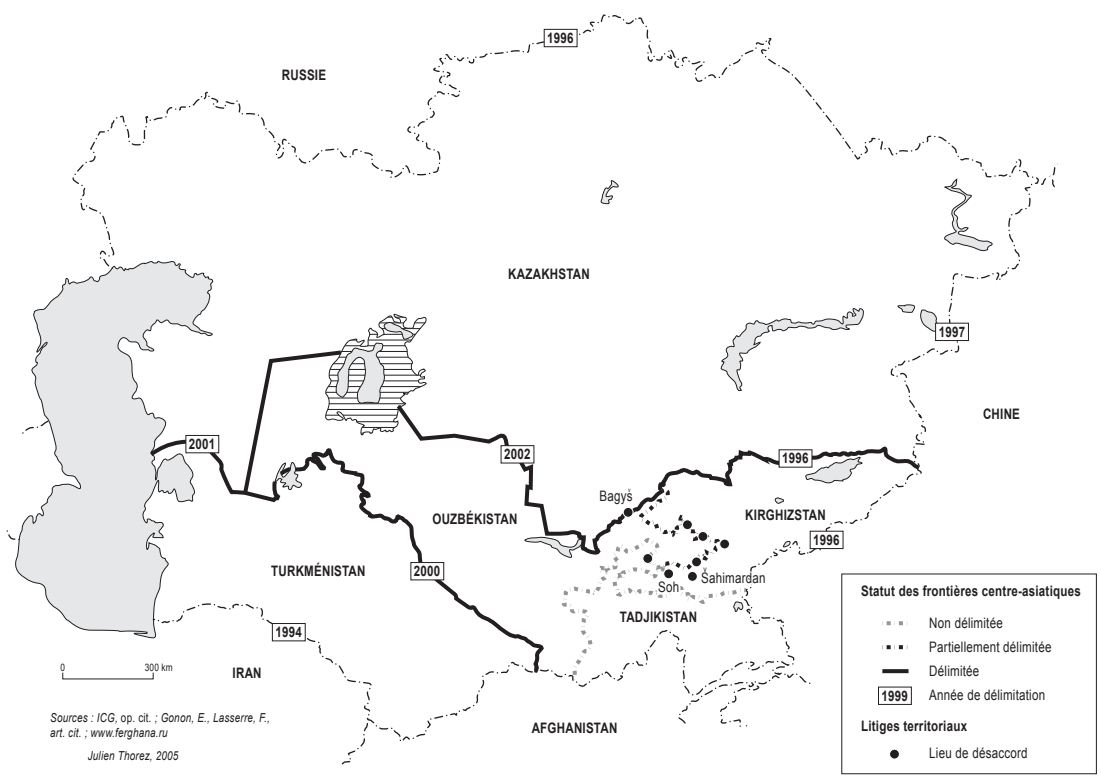 1996
RUSSIE
KAZAKHSTAN
1997
CHINE
2001
2002
1996
Bagyš
OUZBÉKISTAN
KIRGHIZSTAN
1996
TURKMÉNISTAN
2000
Soh
Šahimardan
TADJIKISTAN
1994
IRAN
AFGHANISTAN
0 300 km
Sources : ICG, op. cit. ; Gonon, E., Lasserre, F.,
art. cit. ; www.ferghana.ru
Julien Thorez, 2005
Statut des frontières centre-asiatiques
Non délimitée
Partiellement délimitée
Délimitée
1999 Année de délimitation
Litiges territoriaux
Lieu de désaccord